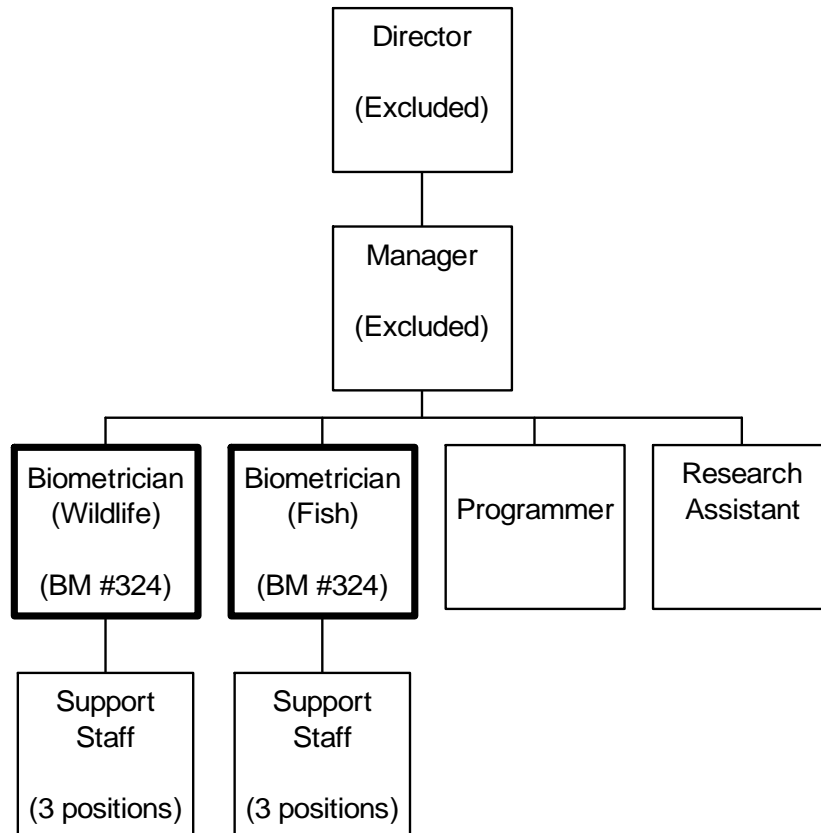 Director
(Excluded)
Manager
(Excluded)
Biometrician
(Wildlife)
(BM #324)
Biometrician
(Fish)
(BM #324)
Programmer
Research
Assistant
Support
Staff
(3 positions)
Support
Staff
(3 positions)